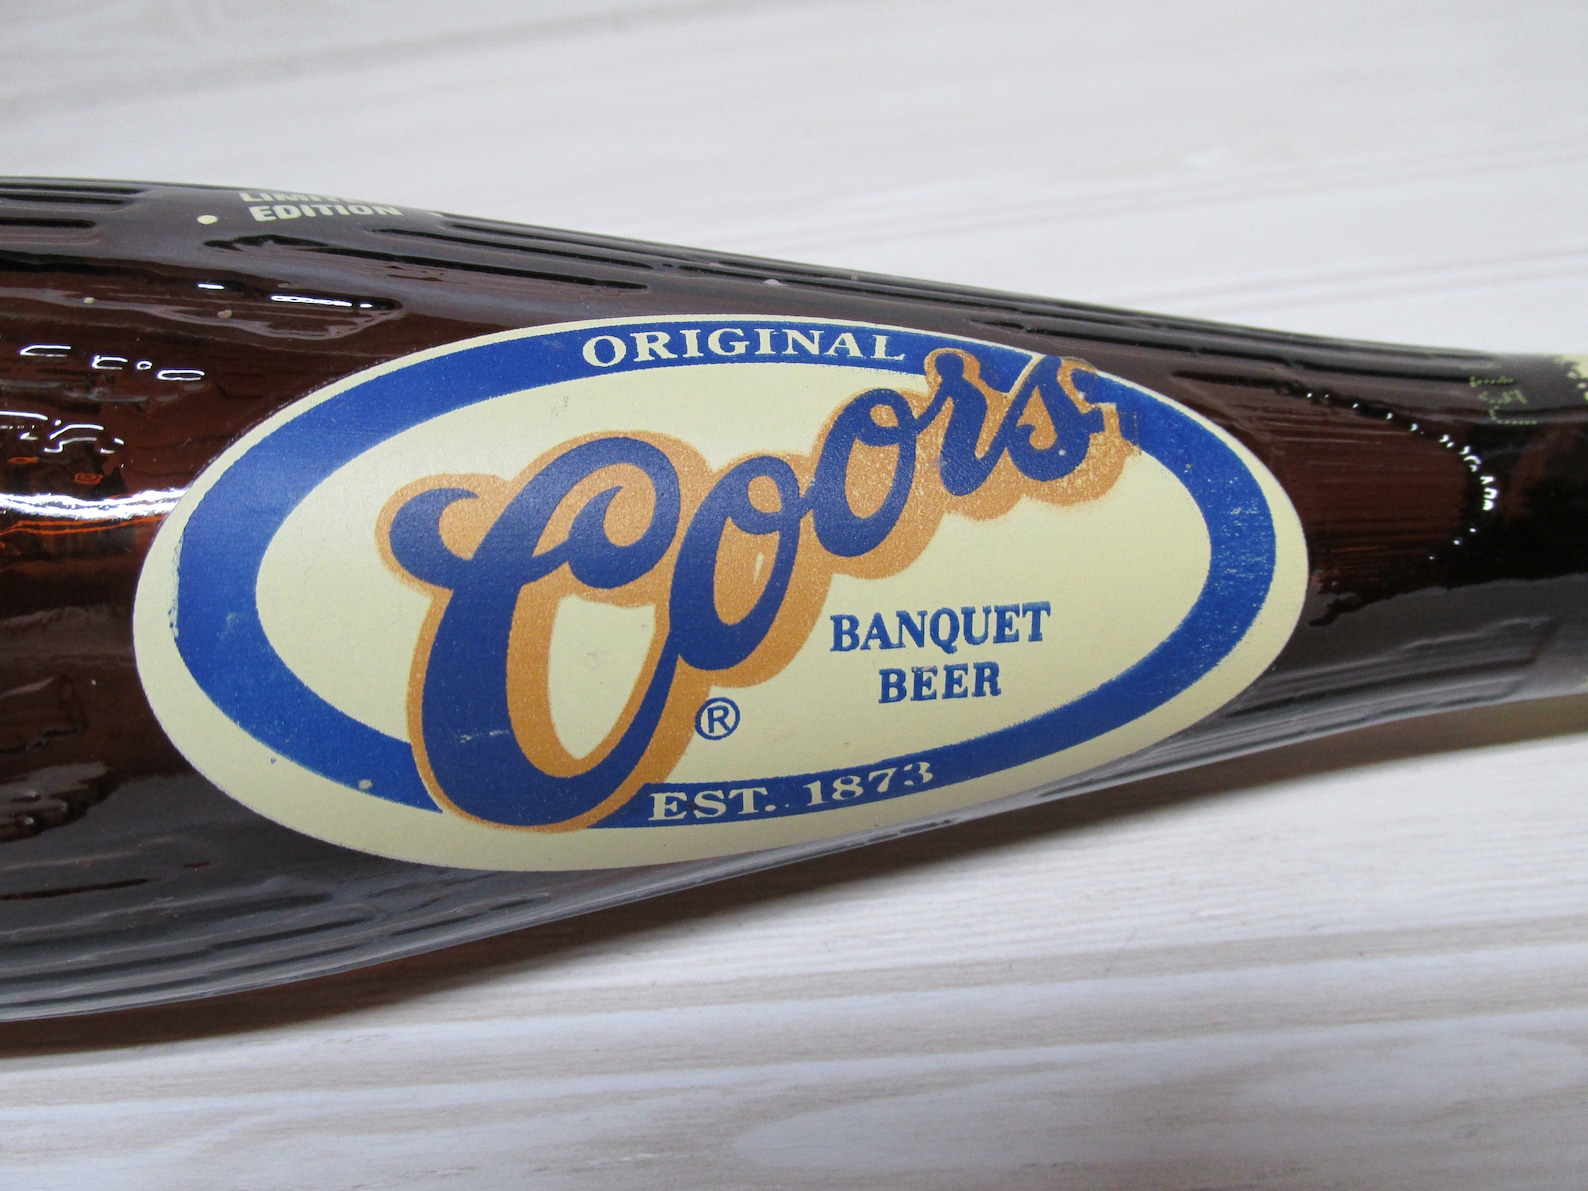 EDITION
ORIGINAL
Coors
®
BANQUET
BEER
EST. 1873